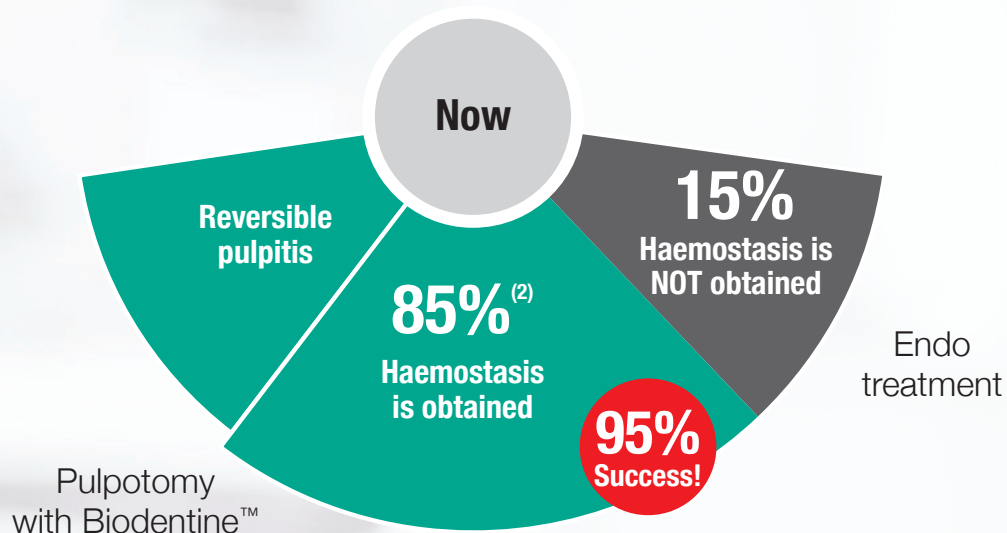 Now
Reversible
pulpitis
85%(2)
Haemostasis
is obtained
15%
Haemostasis is
NOT obtained
95%
Success!
Endo
treatment
Pulpotomy
with Biodentine™